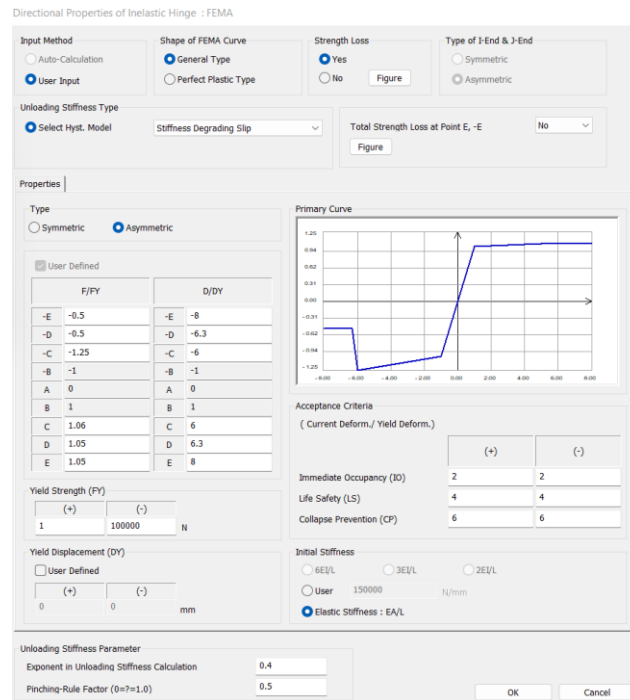 Directional Properties of Inelastic Hinge : FEMA
Input Method
Auto-Calculation
User Input
Shape of FEMA Curve
General Type
Perfect Plastic Type
Strength Loss
Yes
No
Figure
Type of I-End & J-End
Symmetric
Asymmetric
Unloading Stiffness Type
Select Hyst. Model
Stiffness Degrading Slip
Total Strength Loss at Point E, -E
No
Figure
Properties
Type
Symmetric
Asymmetric
User Defined
F/FY D/DY
-E -0.5 -E -8
-D -0.5 -D -6.3
-C -1.25 -C -6
-B -1 -B -1
A 0 A 0
B 1 B 1
C 1.06 C 6
D 1.05 D 6.3
E 1.05 E 8
Yield Strength (FY)
(+) (-)
1 100000 N
Yield Displacement (DY)
User Defined
(+) (-)
0 0 mm
Primary Curve
1.25
0.94
0.62
0.31
0.00
-0.31
-0.62
-0.94
-1.25
-8.00 -6.00 -4.00 -2.00 0.00 2.00 4.00 6.00 8.00
Acceptance Criteria
( Current Deform./ Yield Deform.)
(+) (-)
Immediate Occupancy (IO) 2 2
Life Safety (LS) 4 4
Collapse Prevention (CP) 6 6
Initial Stiffness
6EI/L 3EI/L 2EI/L
User 150000 N/mm
Elastic Stiffness : EA/L
Unloading Stiffness Parameter
Exponent in Unloading Stiffness Calculation 0.4
Pinching-Rule Factor (0=?=1.0) 0.5
OK Cancel